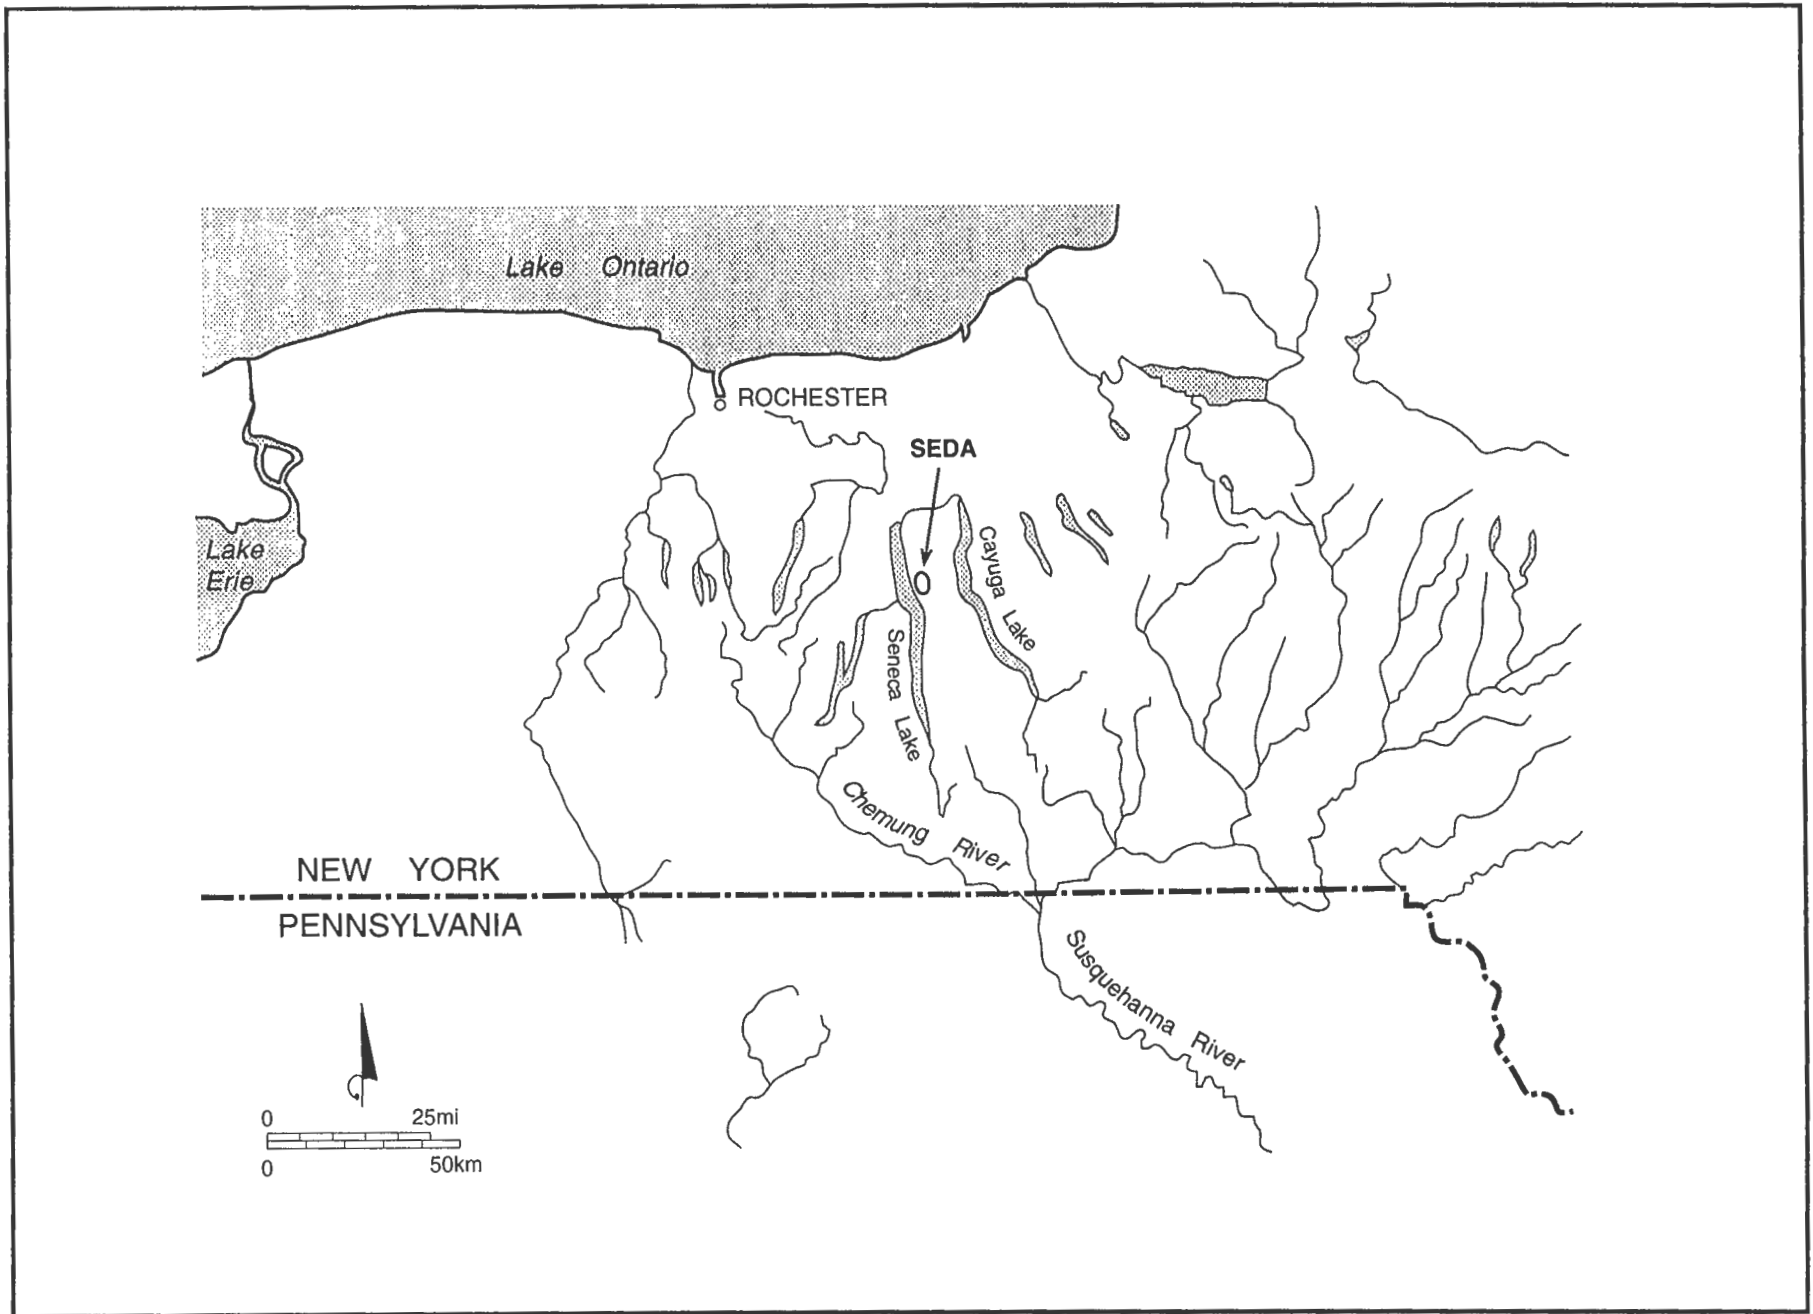 Lake Ontario
ROCHESTER
SEDA
Lake
Erie
Cayuga Lake
Seneca Lake
Chemung River
NEW YORK
PENNSYLVANIA
Susquehanna River
0 25mi
0 50km